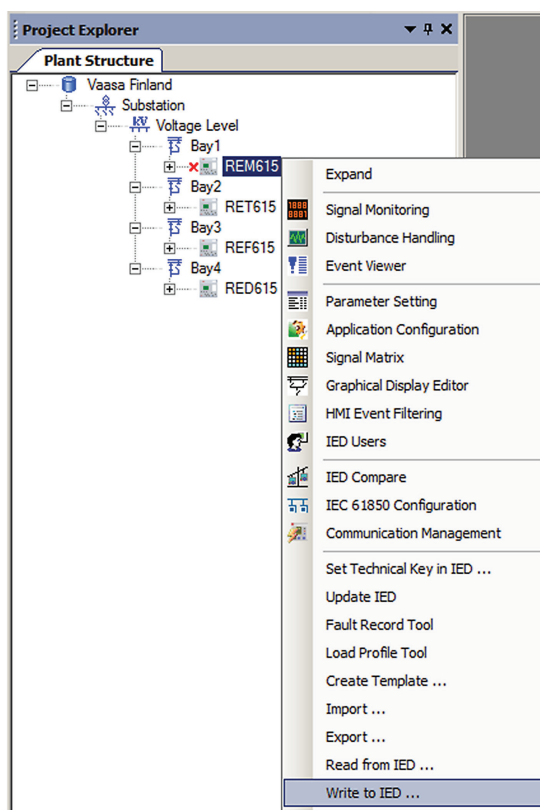 Project Explorer
Plant Structure
Vaasa Finland
Substation
Voltage Level
Bay1
REM615
Bay2
RET615
Bay3
REF615
Bay4
RED615
Expand
Signal Monitoring
Disturbance Handling
Event Viewer
Parameter Setting
Application Configuration
Signal Matrix
Graphical Display Editor
HMI Event Filtering
IED Users
IED Compare
IEC 61850 Configuration
Communication Management
Set Technical Key in IED ...
Update IED
Fault Record Tool
Load Profile Tool
Create Template ...
Import ...
Export ...
Read from IED ...
Write to IED ...